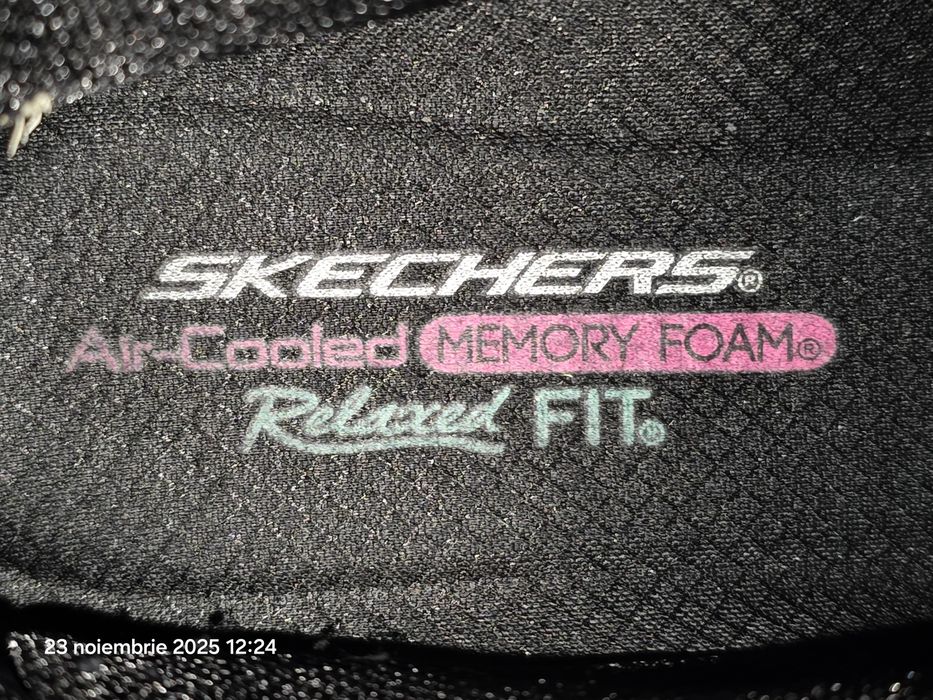 SKECHERS®
Air-Cooled MEMORY FOAM®
Relaxed FIT®
23 noiembrie 2025 12:24